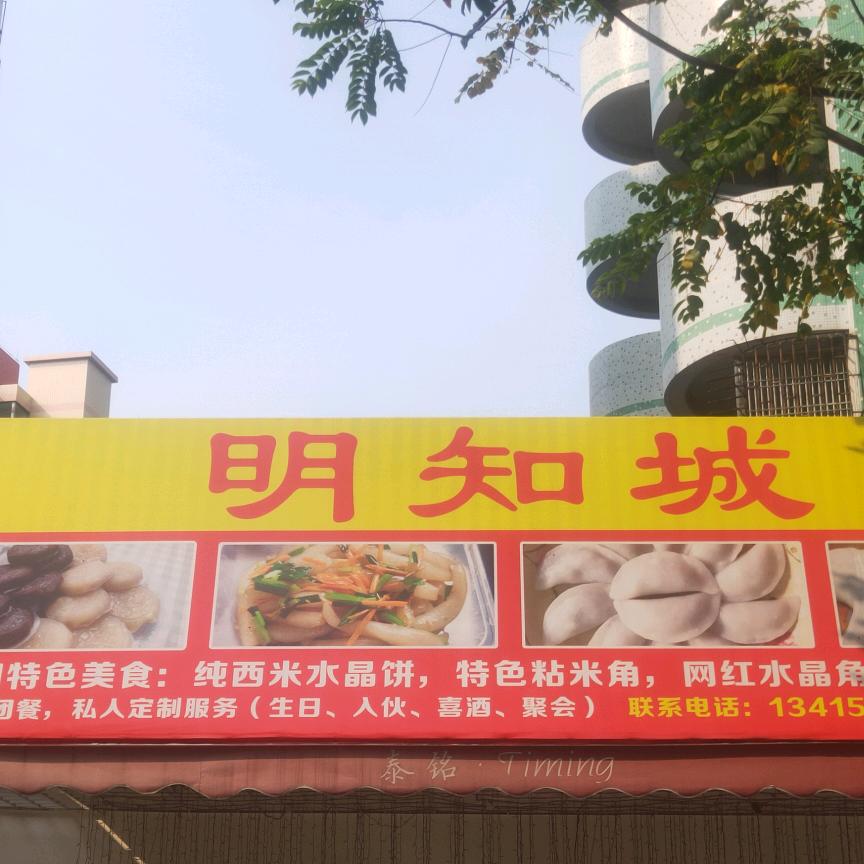 明知城
特色美食：纯西米水晶饼，特色粘米角，网红水晶角
团餐，私人定制服务（生日、入伙、喜酒、聚会） 联系电话：13415
泰铭·Timing